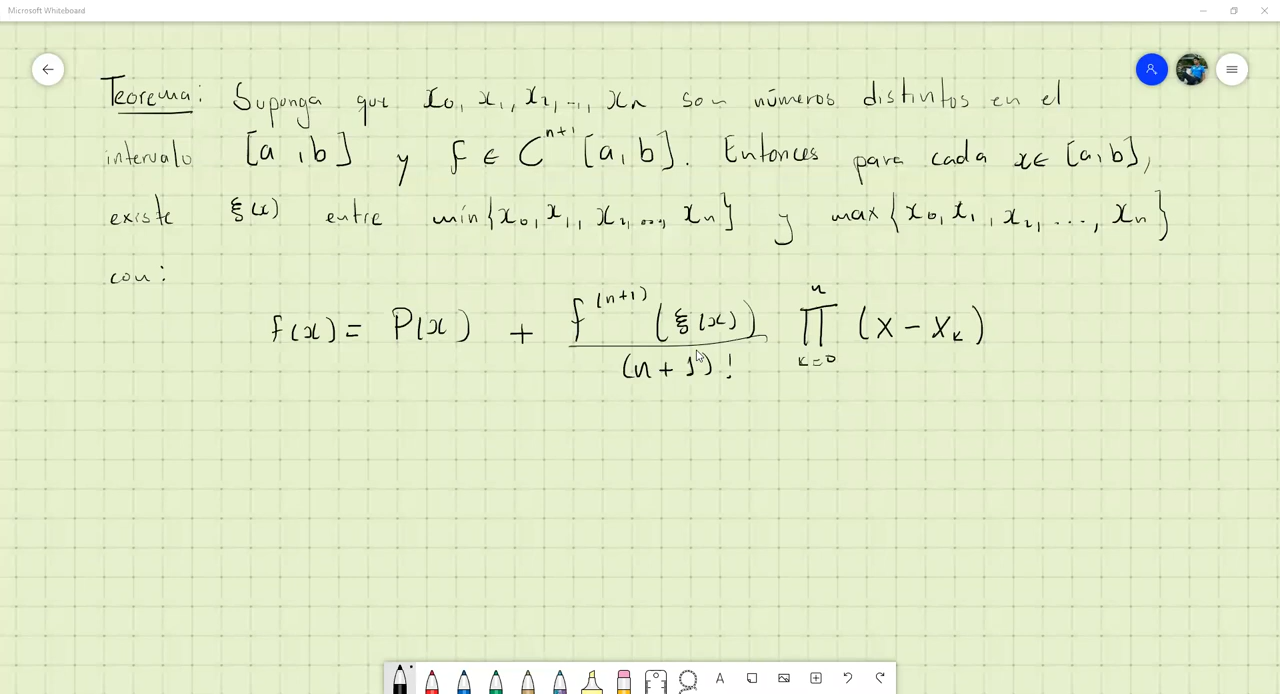 Microsoft Whiteboard
Teorema: Suponga que x₀, x₁, x₂, ..., xₙ son números distintos en el
intervalo [a, b] y f ∈ Cⁿ⁺¹ [a, b]. Entonces para cada x ∈ [a, b],
existe ξ(x) entre min{x₀, x₁, x₂, ..., xₙ} y max{x₀, x₁, x₂, ..., xₙ}
con:
f(x) = P(x) + f⁽ⁿ⁺¹⁾(ξ(x)) / (n+1)! ∏ₖ₌₀ⁿ (x - xₖ)
A